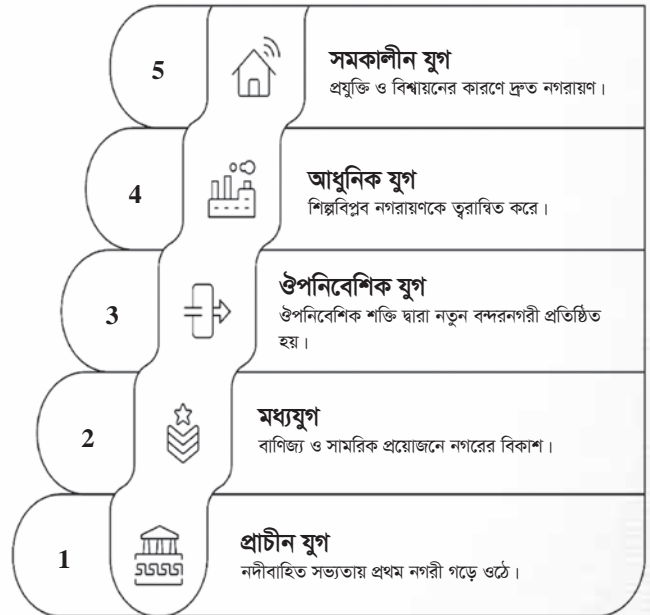 5
সমকালীন যুগ
প্রযুক্তি ও বিশ্বায়নের কারণে দ্রুত নগরায়ণ।
4
আধুনিক যুগ
শিল্পবিপ্লব নগরায়ণকে ত্বরান্বিত করে।
3
ঔপনিবেশিক যুগ
ঔপনিবেশিক শক্তি দ্বারা নতুন বন্দরনগরী প্রতিষ্ঠিত
হয়।
2
মধ্যযুগ
বাণিজ্য ও সামরিক প্রয়োজনে নগরের বিকাশ।
1
প্রাচীন যুগ
নদীবাহিত সভ্যতায় প্রথম নগরী গড়ে ওঠে।